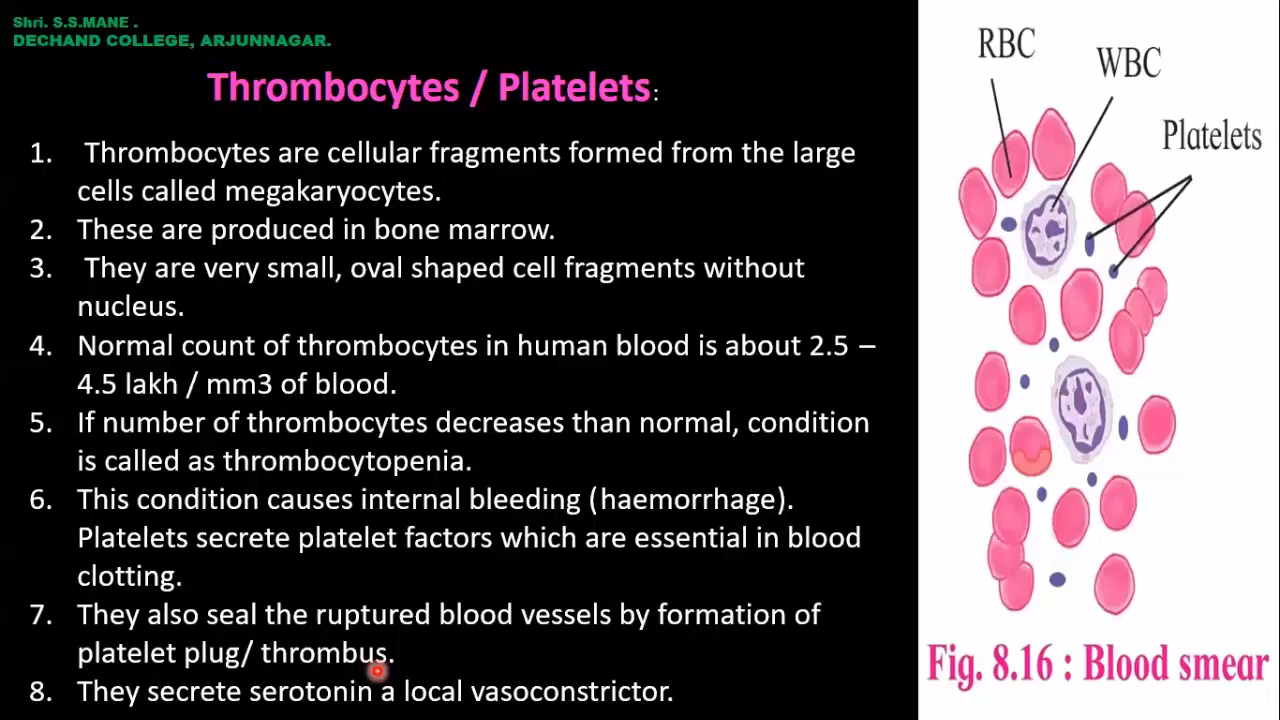 Shri. S.S.MANE .
DECHAND COLLEGE, ARJUNNAGAR.
Thrombocytes / Platelets:
1. Thrombocytes are cellular fragments formed from the large
cells called megakaryocytes.
2. These are produced in bone marrow.
3. They are very small, oval shaped cell fragments without
nucleus.
4. Normal count of thrombocytes in human blood is about 2.5 –
4.5 lakh / mm3 of blood.
5. If number of thrombocytes decreases than normal, condition
is called as thrombocytopenia.
6. This condition causes internal bleeding (haemorrhage).
Platelets secrete platelet factors which are essential in blood
clotting.
7. They also seal the ruptured blood vessels by formation of
platelet plug/ thrombus.
8. They secrete serotonin a local vasoconstrictor.
RBC
WBC
Platelets
Fig. 8.16 : Blood smear